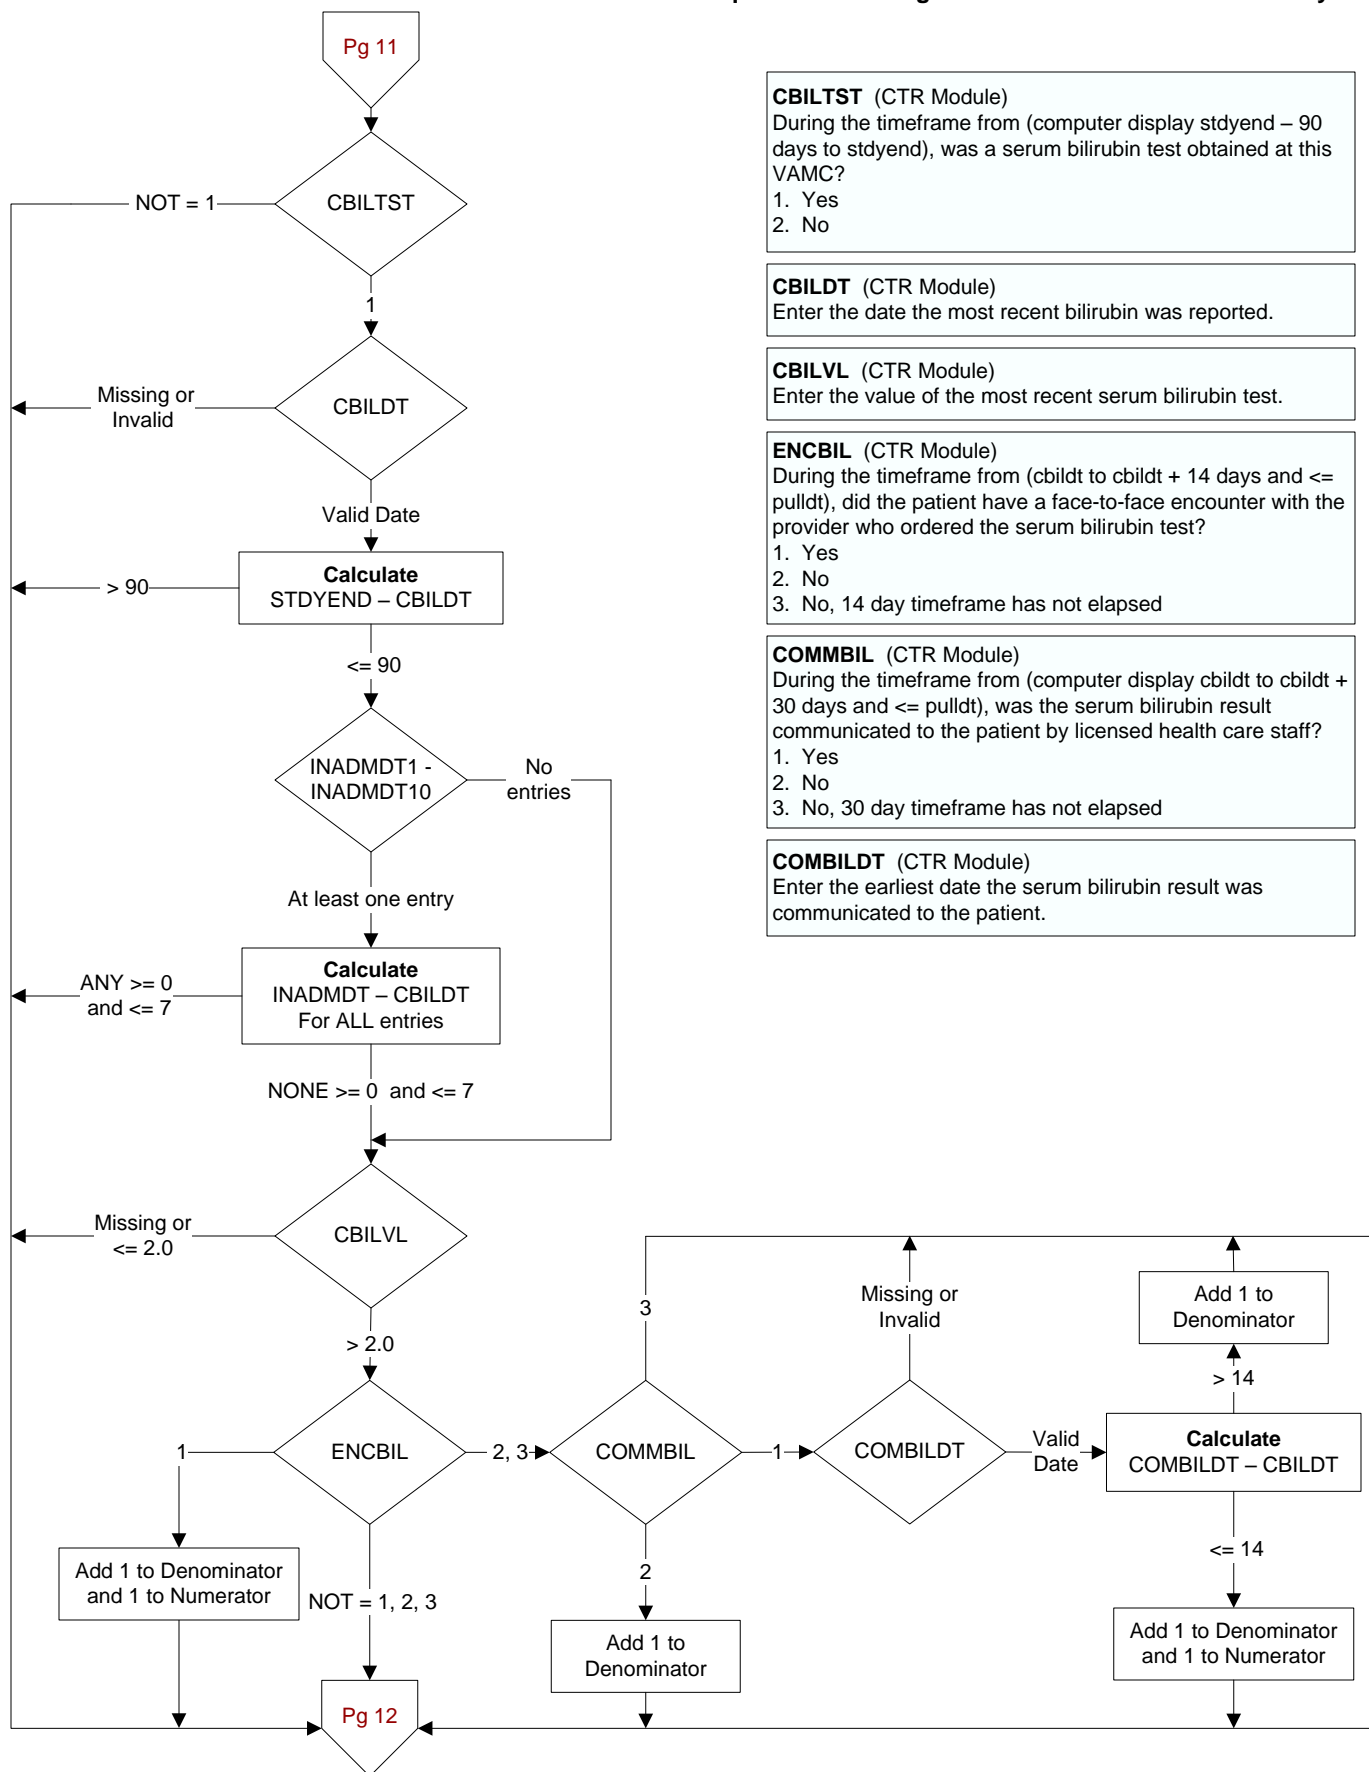 Pg 11
CBILTST
NOT = 1
1
CBILDT
Missing or
Invalid
Valid Date
Calculate
STDYEND – CBILDT
> 90
<= 90
INADMDT1 -
INADMDT10
No
entries
At least one entry
Calculate
INADMDT – CBILDT
For ALL entries
ANY >= 0
and <= 7
NONE >= 0 and <= 7
CBILVL
Missing or
<= 2.0
> 2.0
ENCBIL
1
Add 1 to Denominator
and 1 to Numerator
NOT = 1, 2, 3
2, 3
COMMBIL
3
2
Add 1 to
Denominator
1
COMBILDT
Missing or
Invalid
Valid
Date
Calculate
COMBILDT – CBILDT
> 14
Add 1 to
Denominator
<= 14
Add 1 to Denominator
and 1 to Numerator
Pg 12
CBILTST (CTR Module)
During the timeframe from (computer display stdyend – 90
days to stdyend), was a serum bilirubin test obtained at this
VAMC?
1. Yes
2. No
CBILDT (CTR Module)
Enter the date the most recent bilirubin was reported.
CBILVL (CTR Module)
Enter the value of the most recent serum bilirubin test.
ENCBIL (CTR Module)
During the timeframe from (cbildt to cbildt + 14 days and <=
pulldt), did the patient have a face-to-face encounter with the
provider who ordered the serum bilirubin test?
1. Yes
2. No
3. No, 14 day timeframe has not elapsed
COMMBIL (CTR Module)
During the timeframe from (computer display cbildt to cbildt +
30 days and <= pulldt), was the serum bilirubin result
communicated to the patient by licensed health care staff?
1. Yes
2. No
3. No, 30 day timeframe has not elapsed
COMBILDT (CTR Module)
Enter the earliest date the serum bilirubin result was
communicated to the patient.